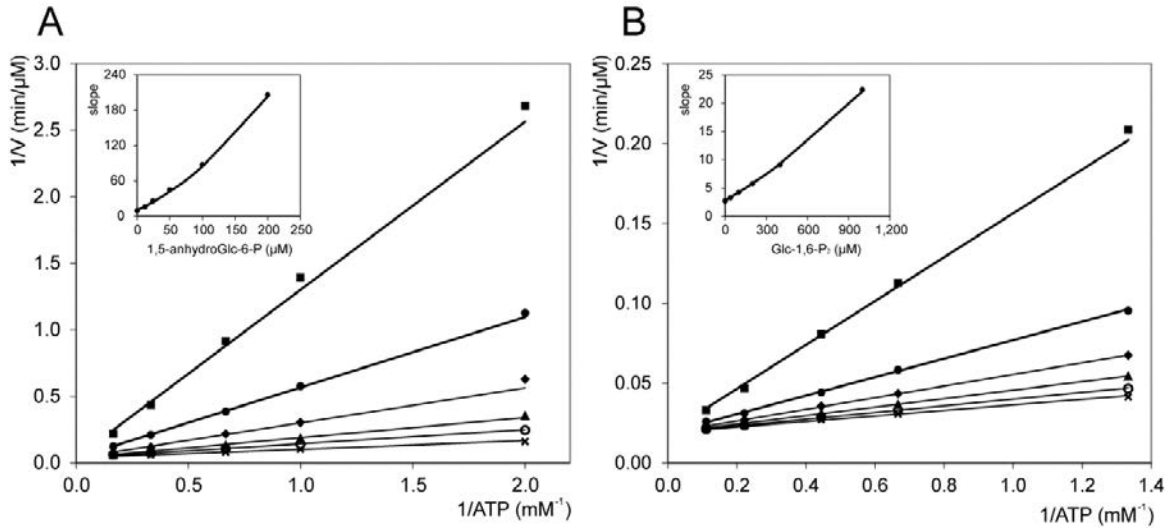 A
1/V (min/µM)
3.0
2.5
2.0
1.5
1.0
0.5
0.0
0.0 0.5 1.0 1.5 2.0
1/ATP (mM⁻¹)
slope
240
180
120
60
0
0 50 100 150 200 250
1,5-anhydroGlc-6-P (µM)
B
1/V (min/µM)
0.25
0.20
0.15
0.10
0.05
0.00
0.0 0.2 0.4 0.6 0.8 1.0 1.2 1.4
1/ATP (mM⁻¹)
slope
25
20
15
10
5
0
0 300 600 900 1,200
Glc-1,6-P₂ (µM)